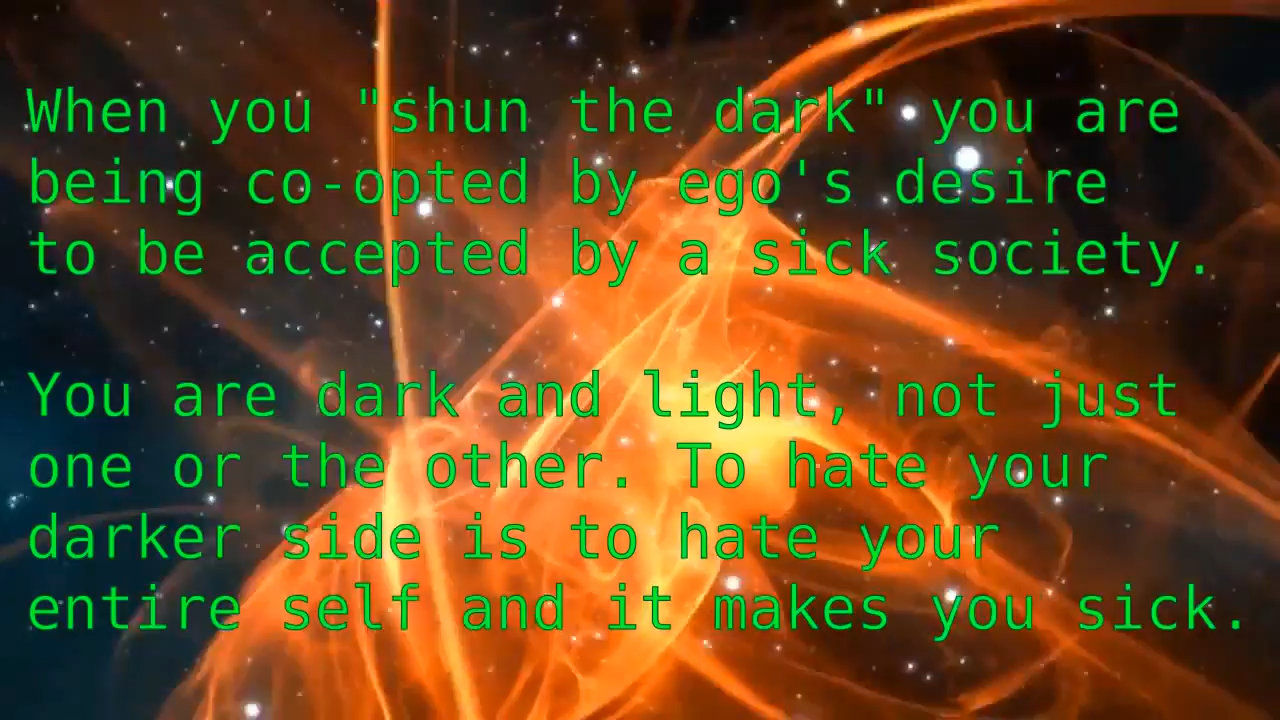 When you "shun the dark" you are
being co-opted by ego's desire
to be accepted by a sick society.
You are dark and light, not just
one or the other. To hate your
darker side is to hate your
entire self and it makes you sick.